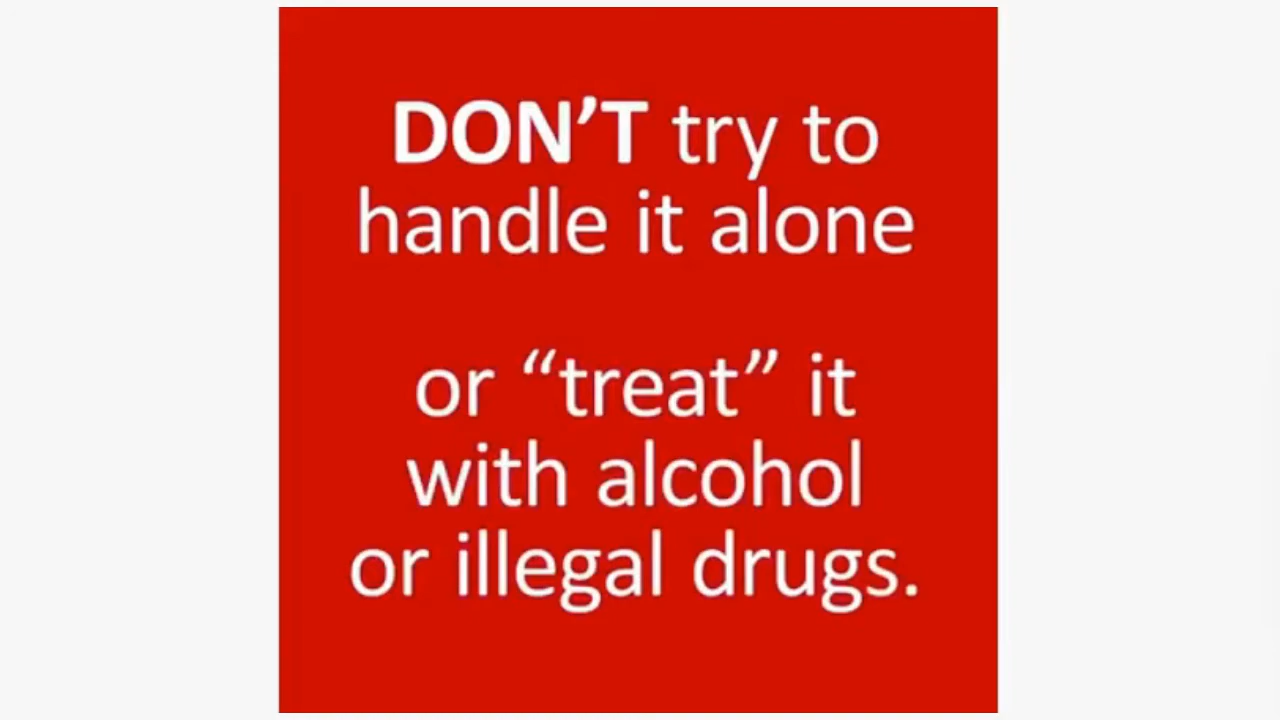 DON’T try to
handle it alone
or “treat” it
with alcohol
or illegal drugs.